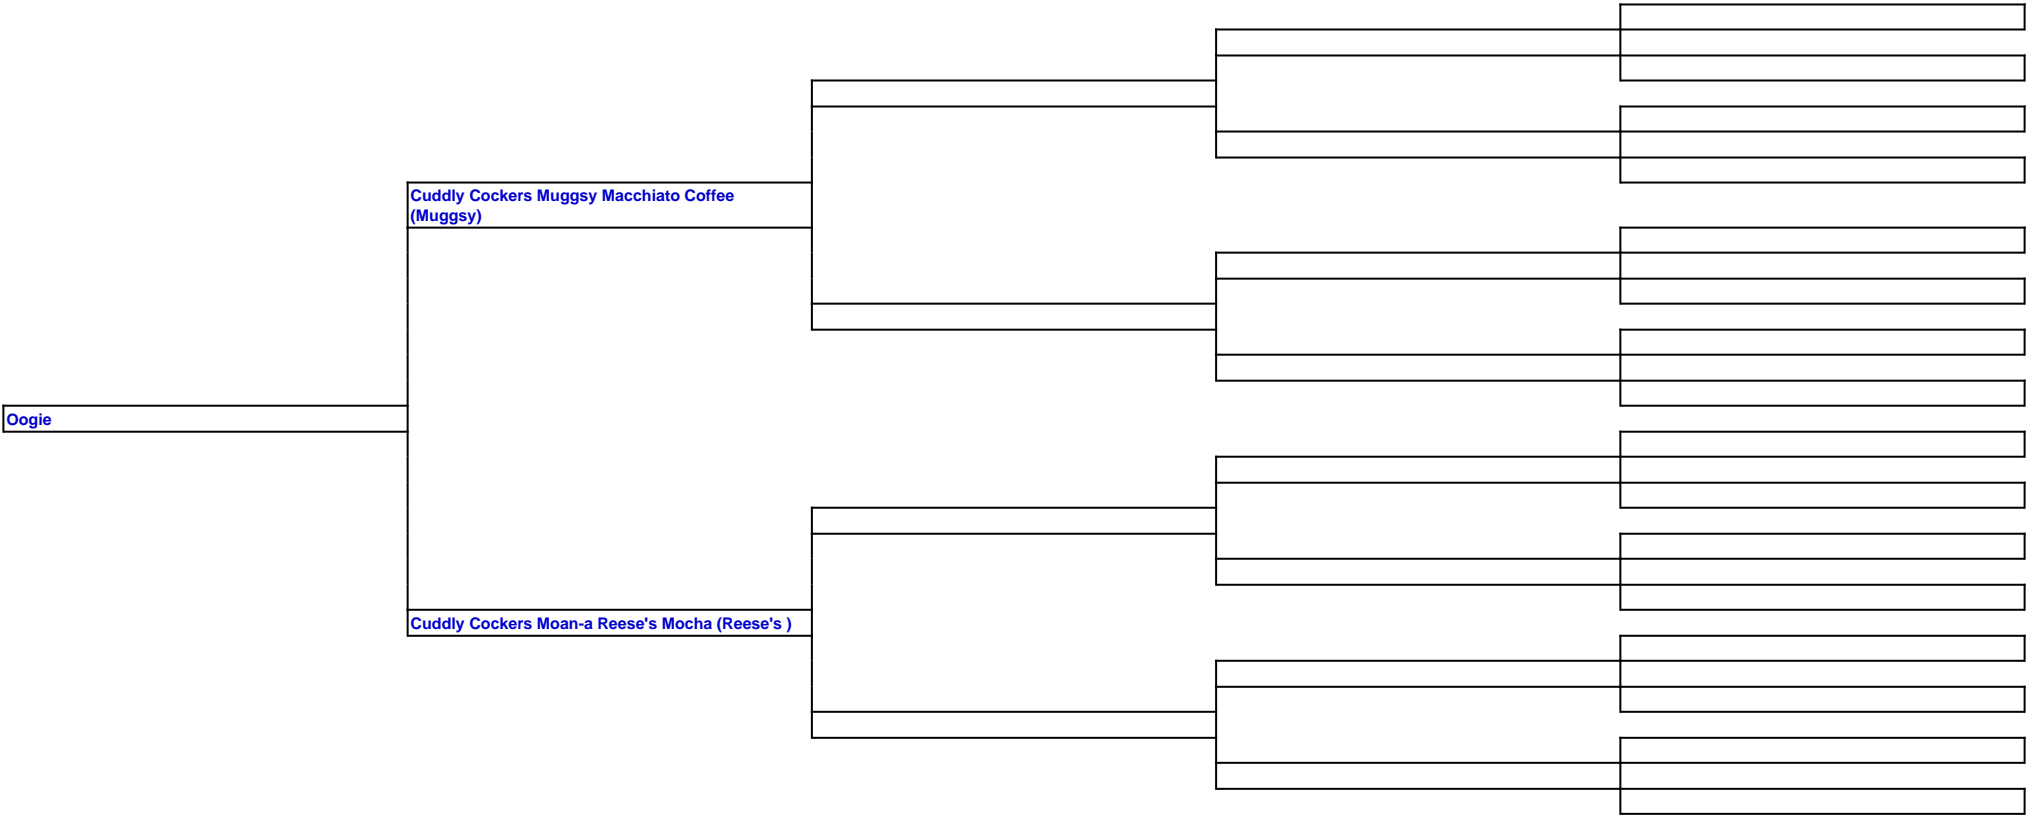 Cuddly Cockers Muggsy Macchiato Coffee
(Muggsy)
Oogie
Cuddly Cockers Moan-a Reese's Mocha (Reese's )